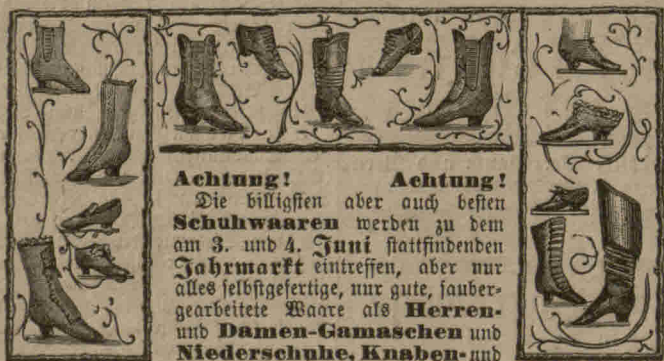 Achtung! Achtung!
Die billigsten aber auch besten
Schuhwaaren werden zu dem
am 3. und 4. Juni stattfindenden
Jahrmarkt eintreffen, aber nur
alles selbstgefertige, nur gute, sauber-
gearbeitete Waare als Herren-
und Damen-Gamaschen und
Niederschuhe, Knaben- und